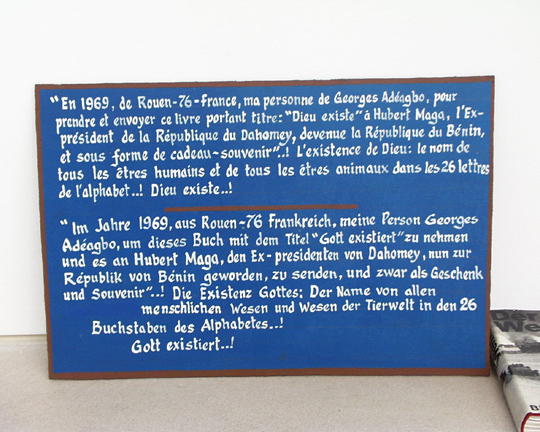 "En 1969, de Rouen-76-France, ma personne de Georges Adéagbo, pour
prendre et envoyer ce livre portant titre: "Dieu existe" à Hubert Maga, l'Ex-
président de la République du Dahomey, devenue la République du Bénin,
et sous forme de cadeau-souvenir"..! L'existence de Dieu: le nom de
tous les êtres humains et de tous les êtres animaux dans les 26 lettres
de l'alphabet..! Dieu existe..!
"Im Jahre 1969, aus Rouen-76 Frankreich, meine Person Georges
Adéagbo, um dieses Buch mit dem Titel "Gott existiert" zu nehmen
und es an Hubert Maga, den Ex-presidenten von Dahomey, nun zur
Républik von Bénin geworden, zu senden, und zwar als Geschenk
und Souvenir"..! Die Existenz Gottes: Der Name von allen
menschlichen Wesen und Wesen der Tierwelt in den 26
Buchstaben des Alphabetes..!
Gott existiert..!